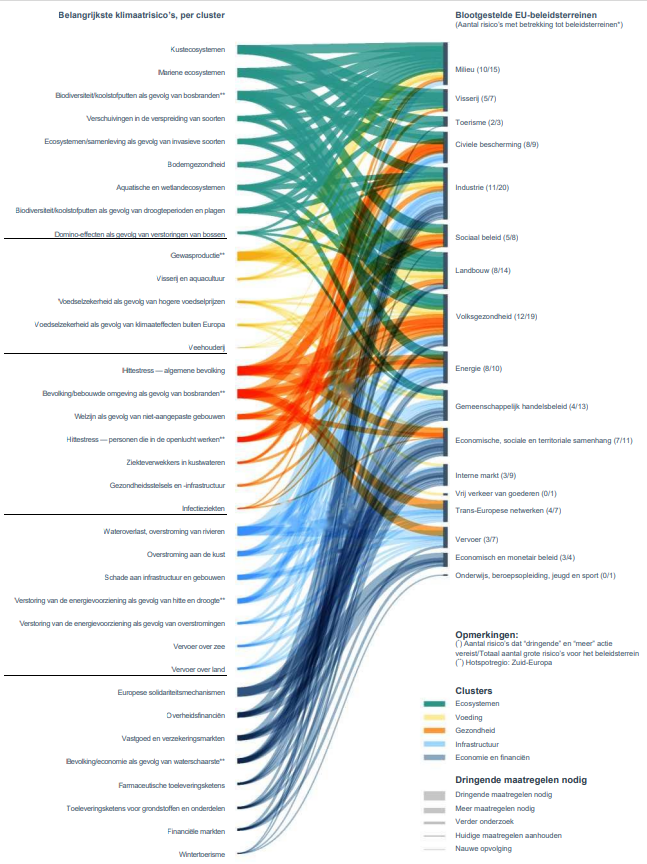 Belangrijkste klimaatrisico's, per cluster
Kustecosystemen
Mariene ecosystemen
Biodiversiteit/koolstofputten als gevolg van bosbranden**
Verschuivingen in de verspreiding van soorten
Ecosystemen/samenleving als gevolg van invasieve soorten
Bodemgezondheid
Aquatische en wetlandecosystemen
Biodiversiteit/koolstofputten als gevolg van droogteperioden en plagen
Domino-effecten als gevolg van verstoringen van bossen
Gewasproductie**
Visserij en aquacultuur
Voedselzekerheid als gevolg van hogere voedselprijzen
Voedselzekerheid als gevolg van klimaateffecten buiten Europa
Veehouderij
Hittestress — algemene bevolking
Bevolking/bebouwde omgeving als gevolg van bosbranden**
Welzijn als gevolg van niet-aangepaste gebouwen
Hittestress — personen die in de openlucht werken**
Ziekteverwekkers in kustwateren
Gezondheidsstelsels en -infrastructuur
Infectieziekten
Wateroverlast, overstroming van rivieren
Overstroming aan de kust
Schade aan infrastructuur en gebouwen
Verstoring van de energievoorziening als gevolg van hitte en droogte**
Verstoring van de energievoorziening als gevolg van overstromingen
Vervoer over zee
Vervoer over land
Europese solidariteitsmechanismen
Overheidsfinanciën
Vastgoed en verzekeringsmarkten
Bevolking/economie als gevolg van waterschaarste**
Farmaceutische toeleveringsketens
Toeleveringsketens voor grondstoffen en onderdelen
Financiële markten
Wintertoerisme
Blootgestelde EU-beleidsterreinen
(Aantal risico's met betrekking tot beleidsterreinen*)
Milieu (10/15)
Visserij (5/7)
Toerisme (2/3)
Civiele bescherming (8/9)
Industrie (11/20)
Sociaal beleid (5/8)
Landbouw (8/14)
Volksgezondheid (12/19)
Energie (8/10)
Gemeenschappelijk handelsbeleid (4/13)
Economische, sociale en territoriale samenhang (7/11)
Interne markt (3/9)
Vrij verkeer van goederen (0/1)
Trans-Europese netwerken (4/7)
Vervoer (3/7)
Economisch en monetair beleid (3/4)
Onderwijs, beroepsopleiding, jeugd en sport (0/1)
Opmerkingen:
(*) Aantal risico's dat "dringende" en "meer" actie
vereist/Totaal aantal grote risico's voor het beleidsterrein
(**) Hotspotregio: Zuid-Europa
Clusters
Ecosystemen
Voeding
Gezondheid
Infrastructuur
Economie en financiën
Dringende maatregelen nodig
Dringende maatregelen nodig
Meer maatregelen nodig
Verder onderzoek
Huidige maatregelen aanhouden
Nauwe opvolging